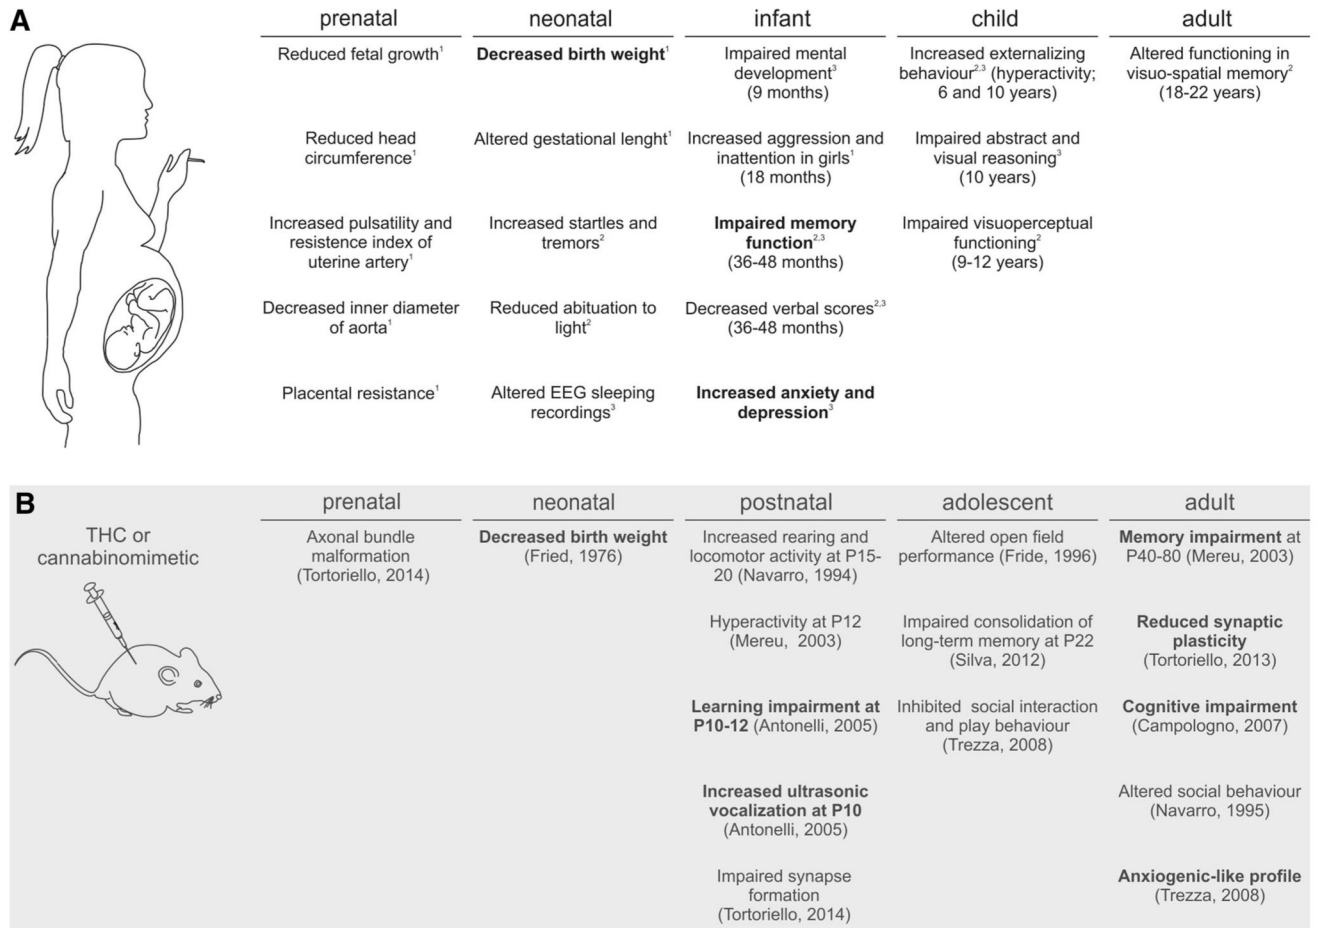 A
prenatal
Reduced fetal growth1
Reduced head
circumference1
Increased pulsatility and
resistence index of
uterine artery1
Decreased inner diameter
of aorta1
Placental resistance1
neonatal
Decreased birth weight1
Altered gestational lenght1
Increased startles and
tremors2
Reduced abituation to
light2
Altered EEG sleeping
recordings3
infant
Impaired mental
development3
(9 months)
Increased aggression and
inattention in girls1
(18 months)
Impaired memory
function2,3
(36-48 months)
Decreased verbal scores2,3
(36-48 months)
Increased anxiety and
depression3
child
Increased externalizing
behaviour2,3 (hyperactivity;
6 and 10 years)
Impaired abstract and
visual reasoning3
(10 years)
Impaired visuoperceptual
functioning2
(9-12 years)
adult
Altered functioning in
visuo-spatial memory2
(18-22 years)
B
THC or
cannabinomimetic
prenatal
Axonal bundle
malformation
(Tortoriello, 2014)
neonatal
Decreased birth weight
(Fried, 1976)
postnatal
Increased rearing and
locomotor activity at P15-
20 (Navarro, 1994)
Hyperactivity at P12
(Mereu, 2003)
Learning impairment at
P10-12 (Antonelli, 2005)
Increased ultrasonic
vocalization at P10
(Antonelli, 2005)
Impaired synapse
formation
(Tortoriello, 2014)
adolescent
Altered open field
performance (Fride, 1996)
Impaired consolidation of
long-term memory at P22
(Silva, 2012)
Inhibited social interaction
and play behaviour
(Trezza, 2008)
adult
Memory impairment at
P40-80 (Mereu, 2003)
Reduced synaptic
plasticity
(Tortoriello, 2013)
Cognitive impairment
(Campologno, 2007)
Altered social behaviour
(Navarro, 1995)
Anxiogenic-like profile
(Trezza, 2008)